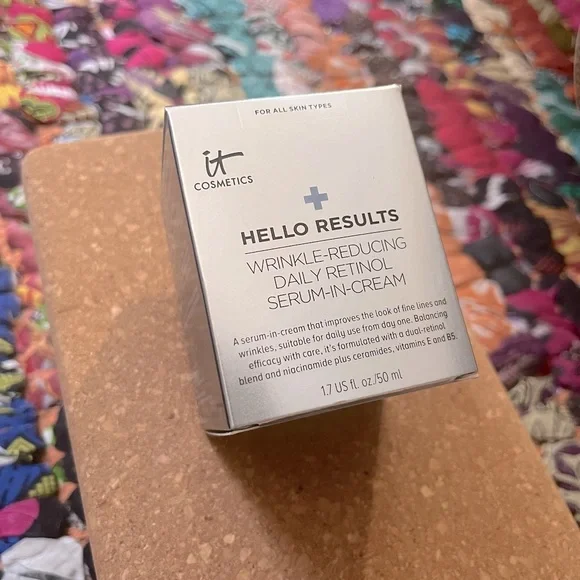 FOR ALL SKIN TYPES
it
COSMETICS
HELLO RESULTS
WRINKLE-REDUCING
DAILY RETINOL
SERUM-IN-CREAM
A serum-in-cream that improves the look of fine lines and
wrinkles, suitable for daily use from day one. Balancing
efficacy with care, it's formulated with a dual-retinol
blend and niacinamide plus ceramides, vitamins E and B5.
1.7 US fl. oz./50 ml